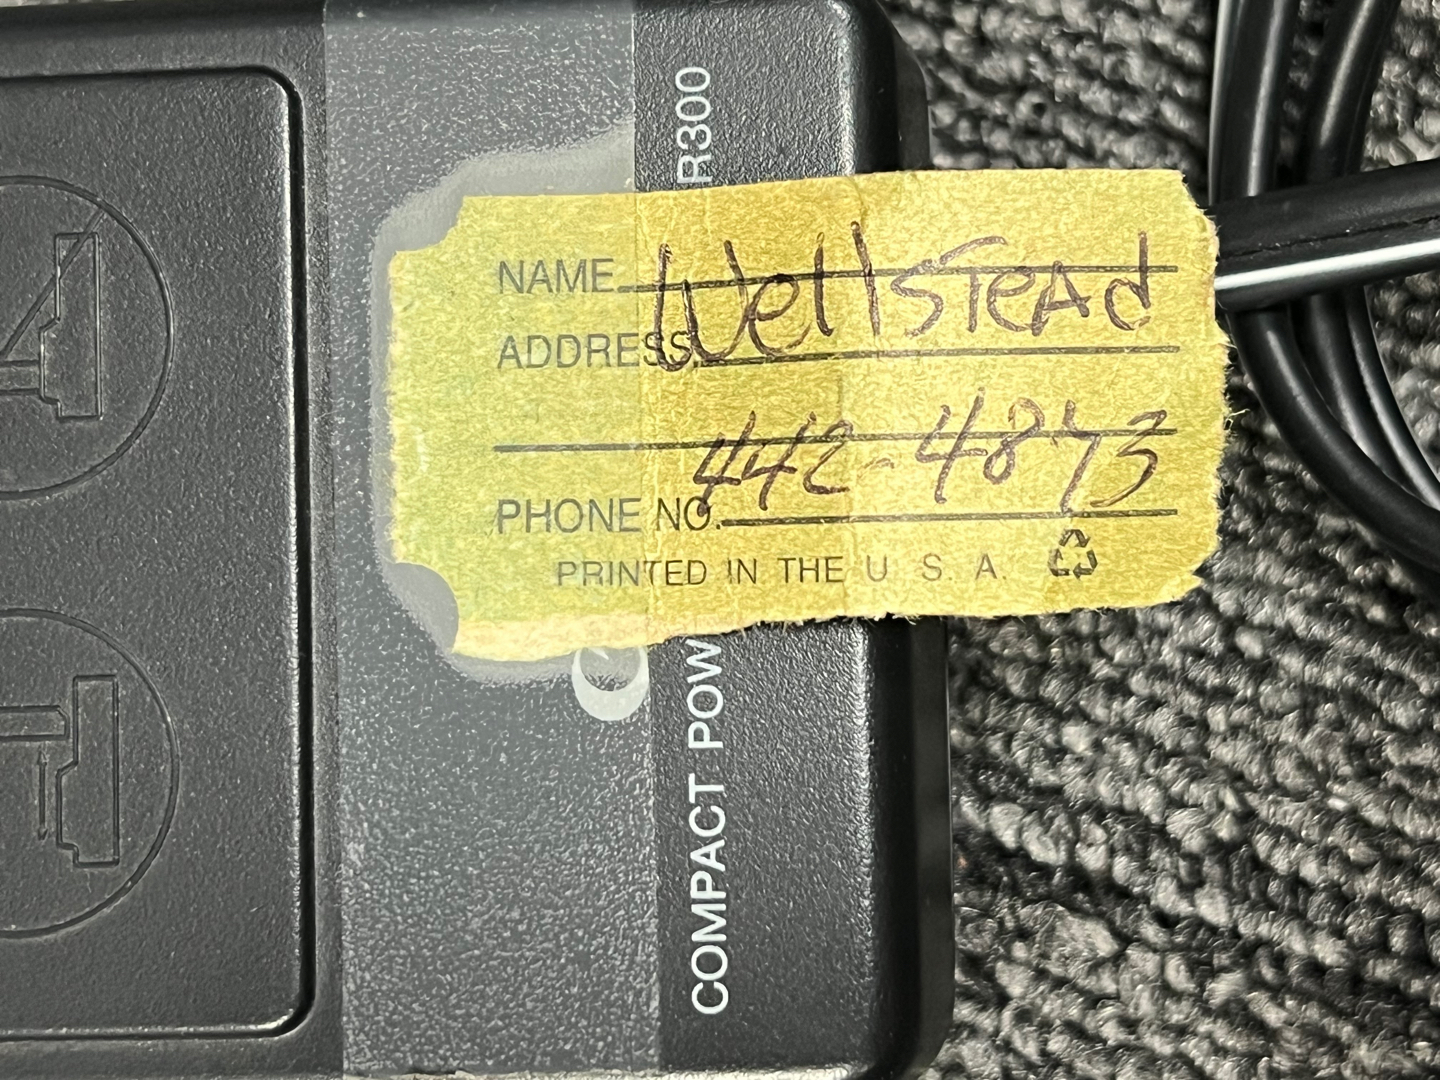 NAME Wellstead
ADDRESS
442-4873
PHONE NO.
PRINTED IN THE U. S. A.
COMPACT POW
R300